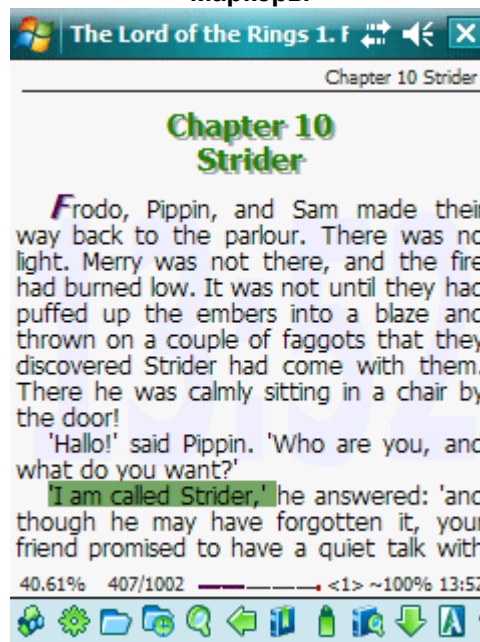 Маркеры.
The Lord of the Rings 1. F
Chapter 10 Strider
Chapter 10
Strider
Frodo, Pippin, and Sam made their
way back to the parlour. There was no
light. Merry was not there, and the fire
had burned low. It was not until they had
puffed up the embers into a blaze and
thrown on a couple of faggots that they
discovered Strider had come with them.
There he was calmly sitting in a chair by
the door!
'Hallo!' said Pippin. 'Who are you, and
what do you want?'
'I am called Strider,' he answered: 'and
though he may have forgotten it, your
friend promised to have a quiet talk with
40.61% 407/1002 <1> ~100% 13:52
A